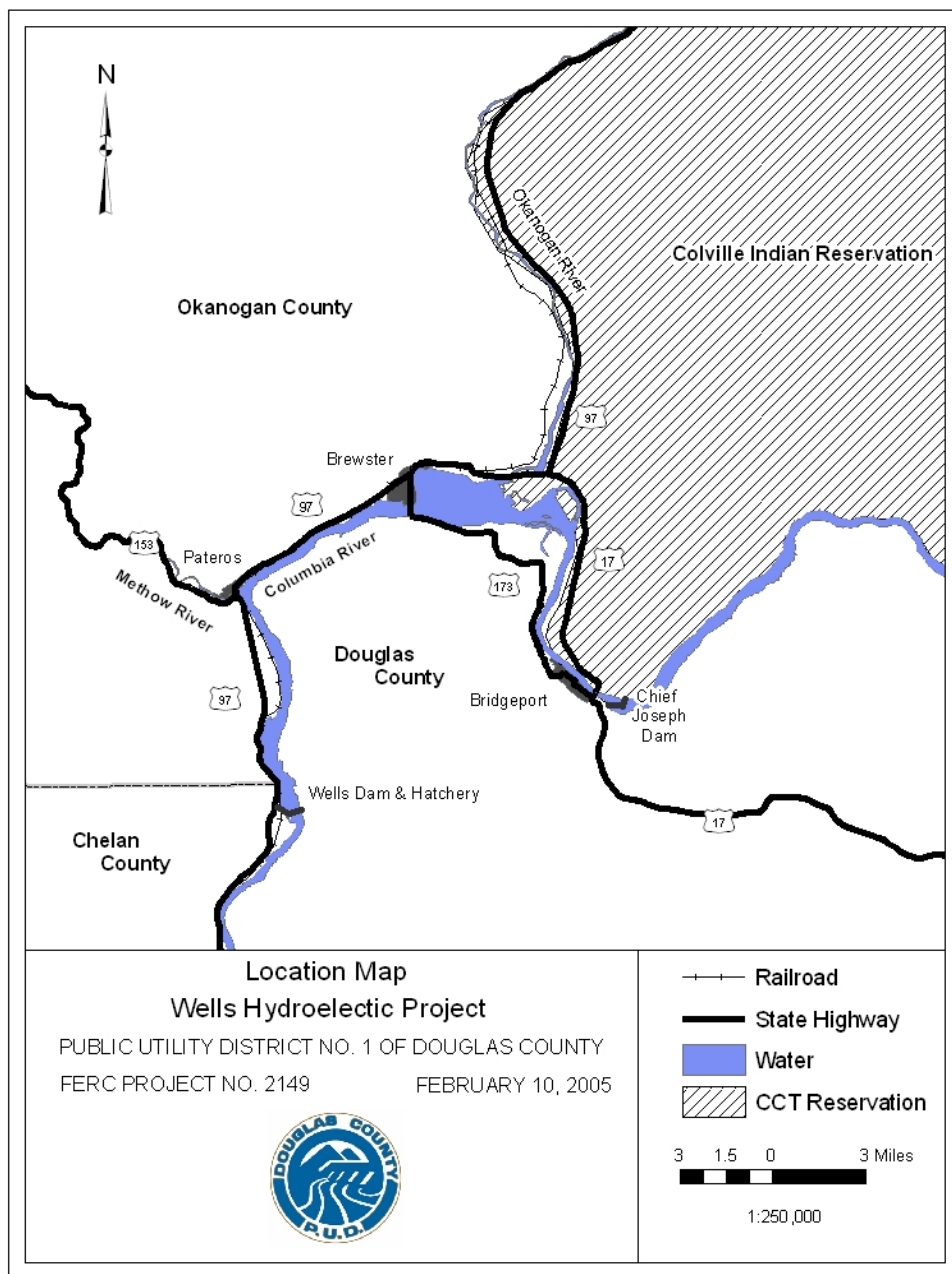 N
Okanogan River
Colville Indian Reservation
Okanogan County
97
Brewster
97
153
Pateros
Columbia River
173
17
Methow River
Douglas
County
97
Bridgeport
Chief
Joseph
Dam
Wells Dam & Hatchery
17
Chelan
County
Location Map
Wells Hydroelectic Project
PUBLIC UTILITY DISTRICT NO. 1 OF DOUGLAS COUNTY
FERC PROJECT NO. 2149 FEBRUARY 10, 2005
DOUGLAS COUNTY
P.U.D.
Railroad
State Highway
Water
CCT Reservation
3 1.5 0 3 Miles
1:250,000